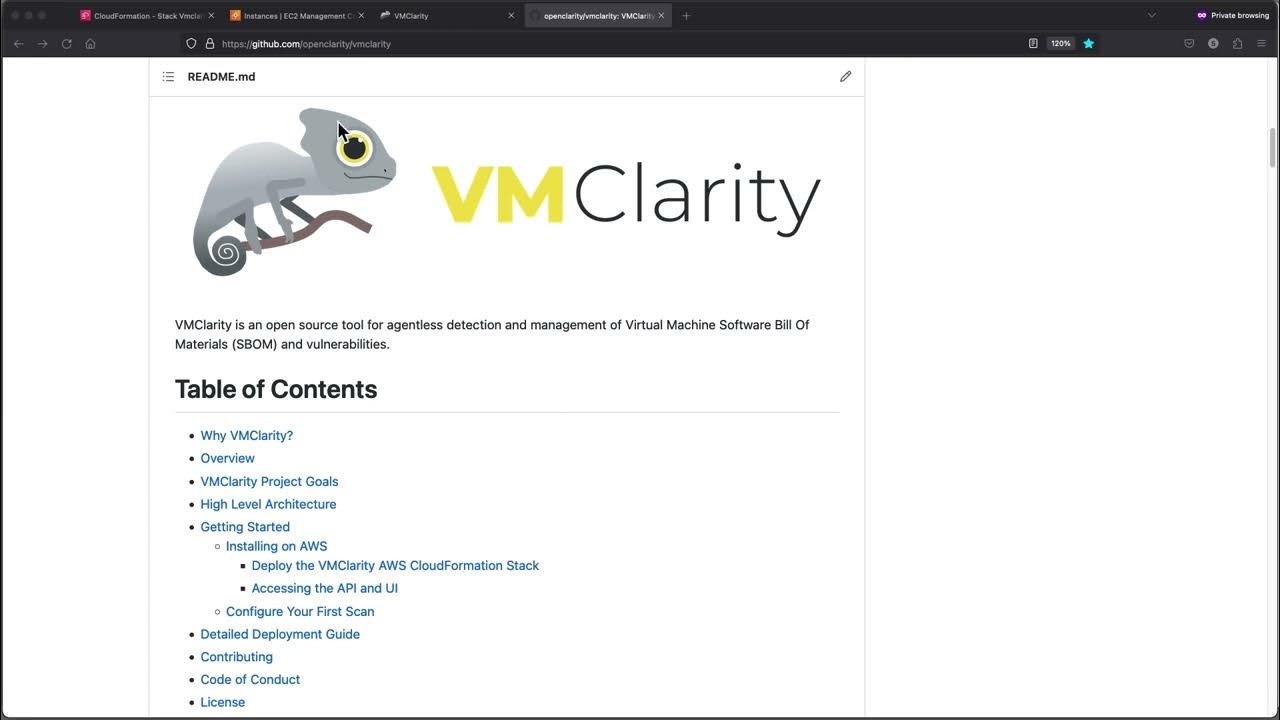 CloudFormation - Stack Vmclar
Instances | EC2 Management C
VMClarity
openclarity/vmclarity: VMClarity
Private browsing
https://github.com/openclarity/vmclarity
120%
README.md
VMClarity
VMClarity is an open source tool for agentless detection and management of Virtual Machine Software Bill Of
Materials (SBOM) and vulnerabilities.
Table of Contents
Why VMClarity?
Overview
VMClarity Project Goals
High Level Architecture
Getting Started
Installing on AWS
Deploy the VMClarity AWS CloudFormation Stack
Accessing the API and UI
Configure Your First Scan
Detailed Deployment Guide
Contributing
Code of Conduct
License